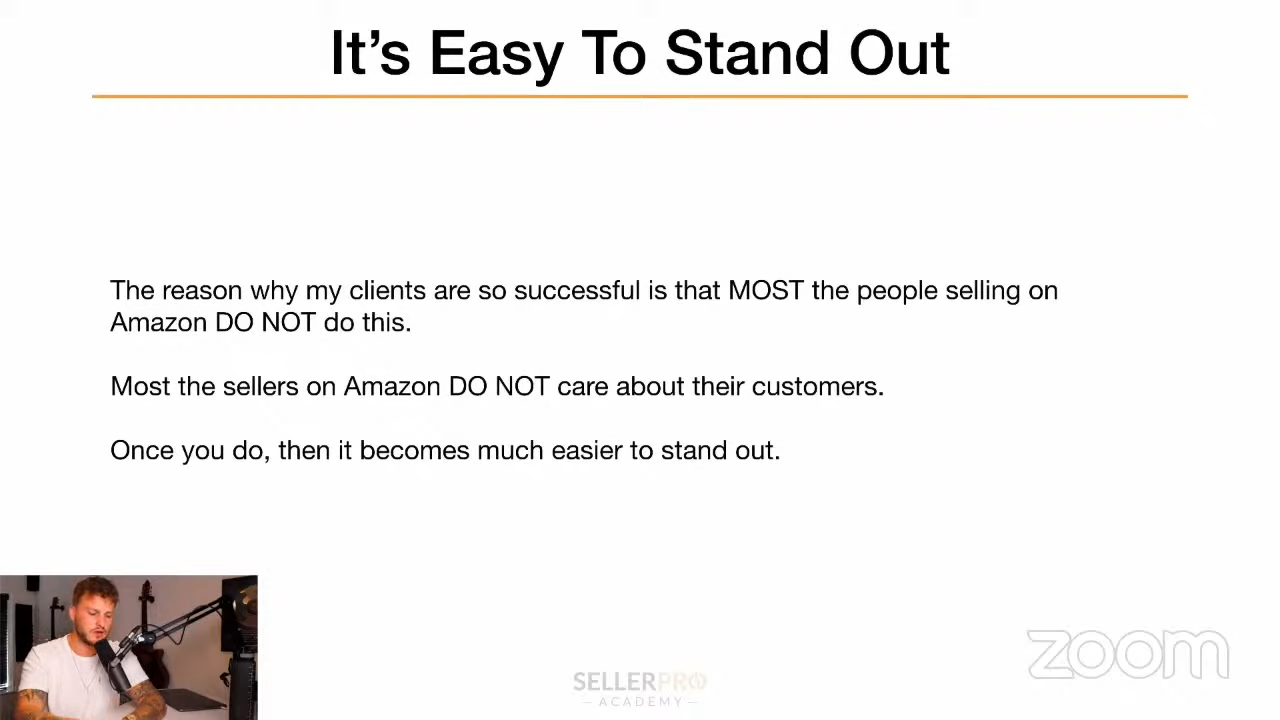 It's Easy To Stand Out
The reason why my clients are so successful is that MOST the people selling on
Amazon DO NOT do this.
Most the sellers on Amazon DO NOT care about their customers.
Once you do, then it becomes much easier to stand out.
zoom
SELLERPRO
ACADEMY